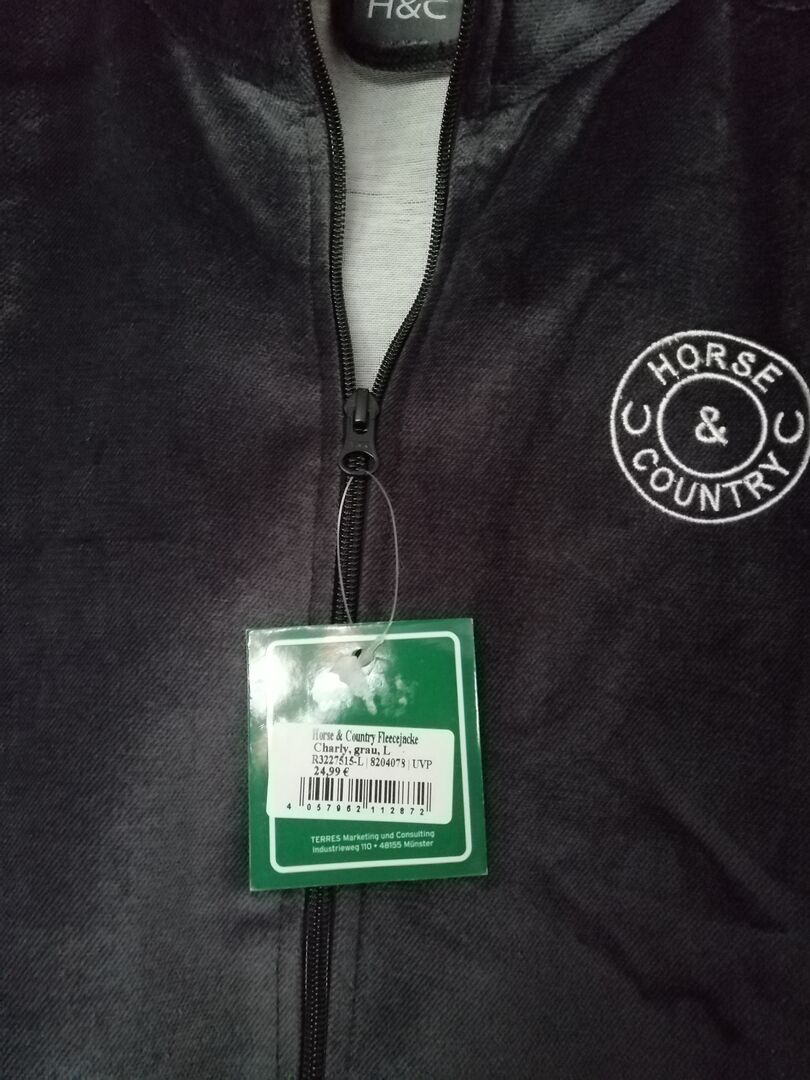 H&C
HORSE
&
COUNTRY
Horse & Country Fleecejacke
Charly, grau, L
R3227515-L | 8204078 | UVP
24,99 €
4 057962 112872
TERRES Marketing und Consulting
Industrieweg 110 • 48155 Münster